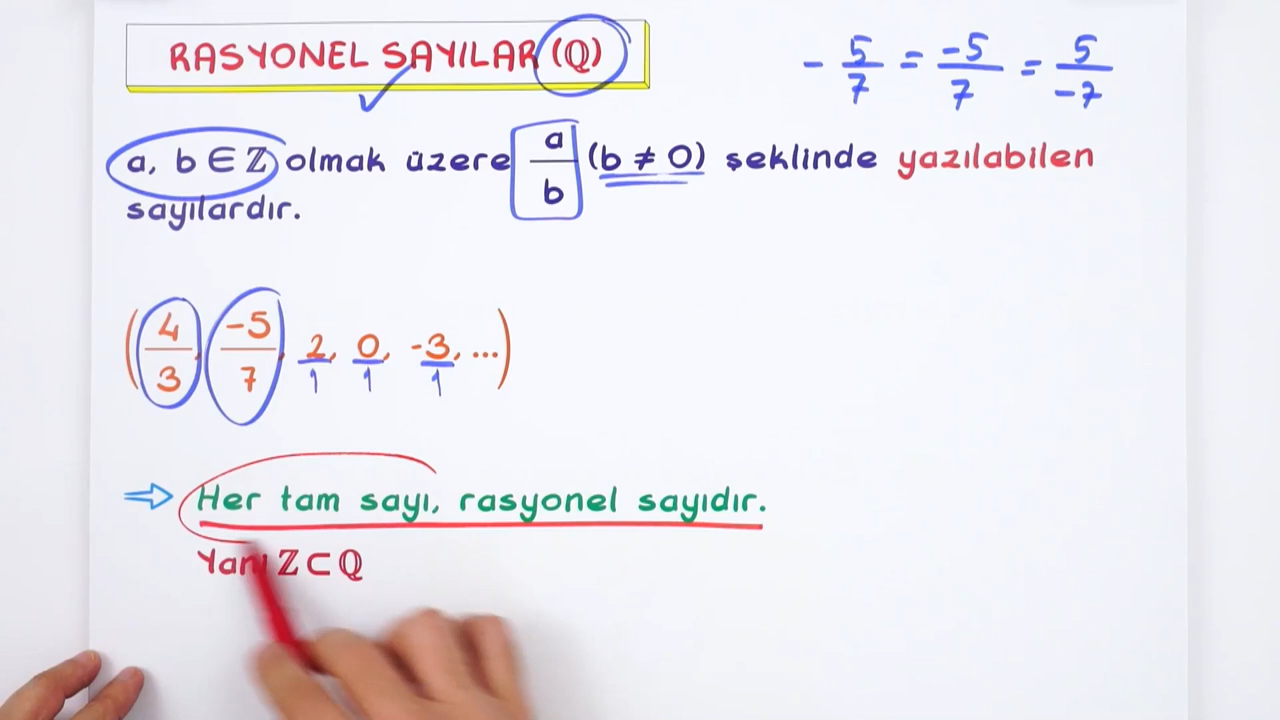 RASYONEL SAYILAR (ℚ)
- 5/7 = -5/7 = 5/-7
a, b ∈ ℤ olmak üzere a/b (b ≠ 0) şeklinde yazılabilen
sayılardır.
(4/3, -5/7, 2/1, 0/1, -3/1, ...)
⇨ Her tam sayı, rasyonel sayıdır.
Yani ℤ ⊂ ℚ